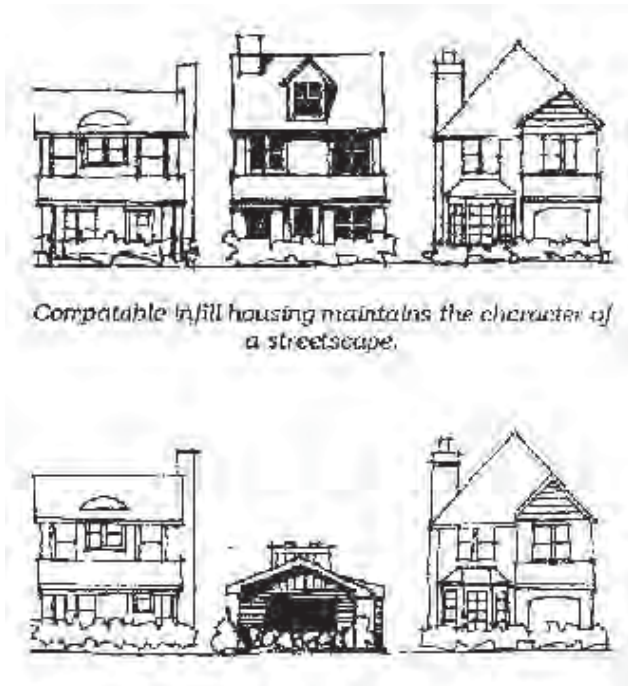 Compatable infill housing maintains the character of
a streetscape.